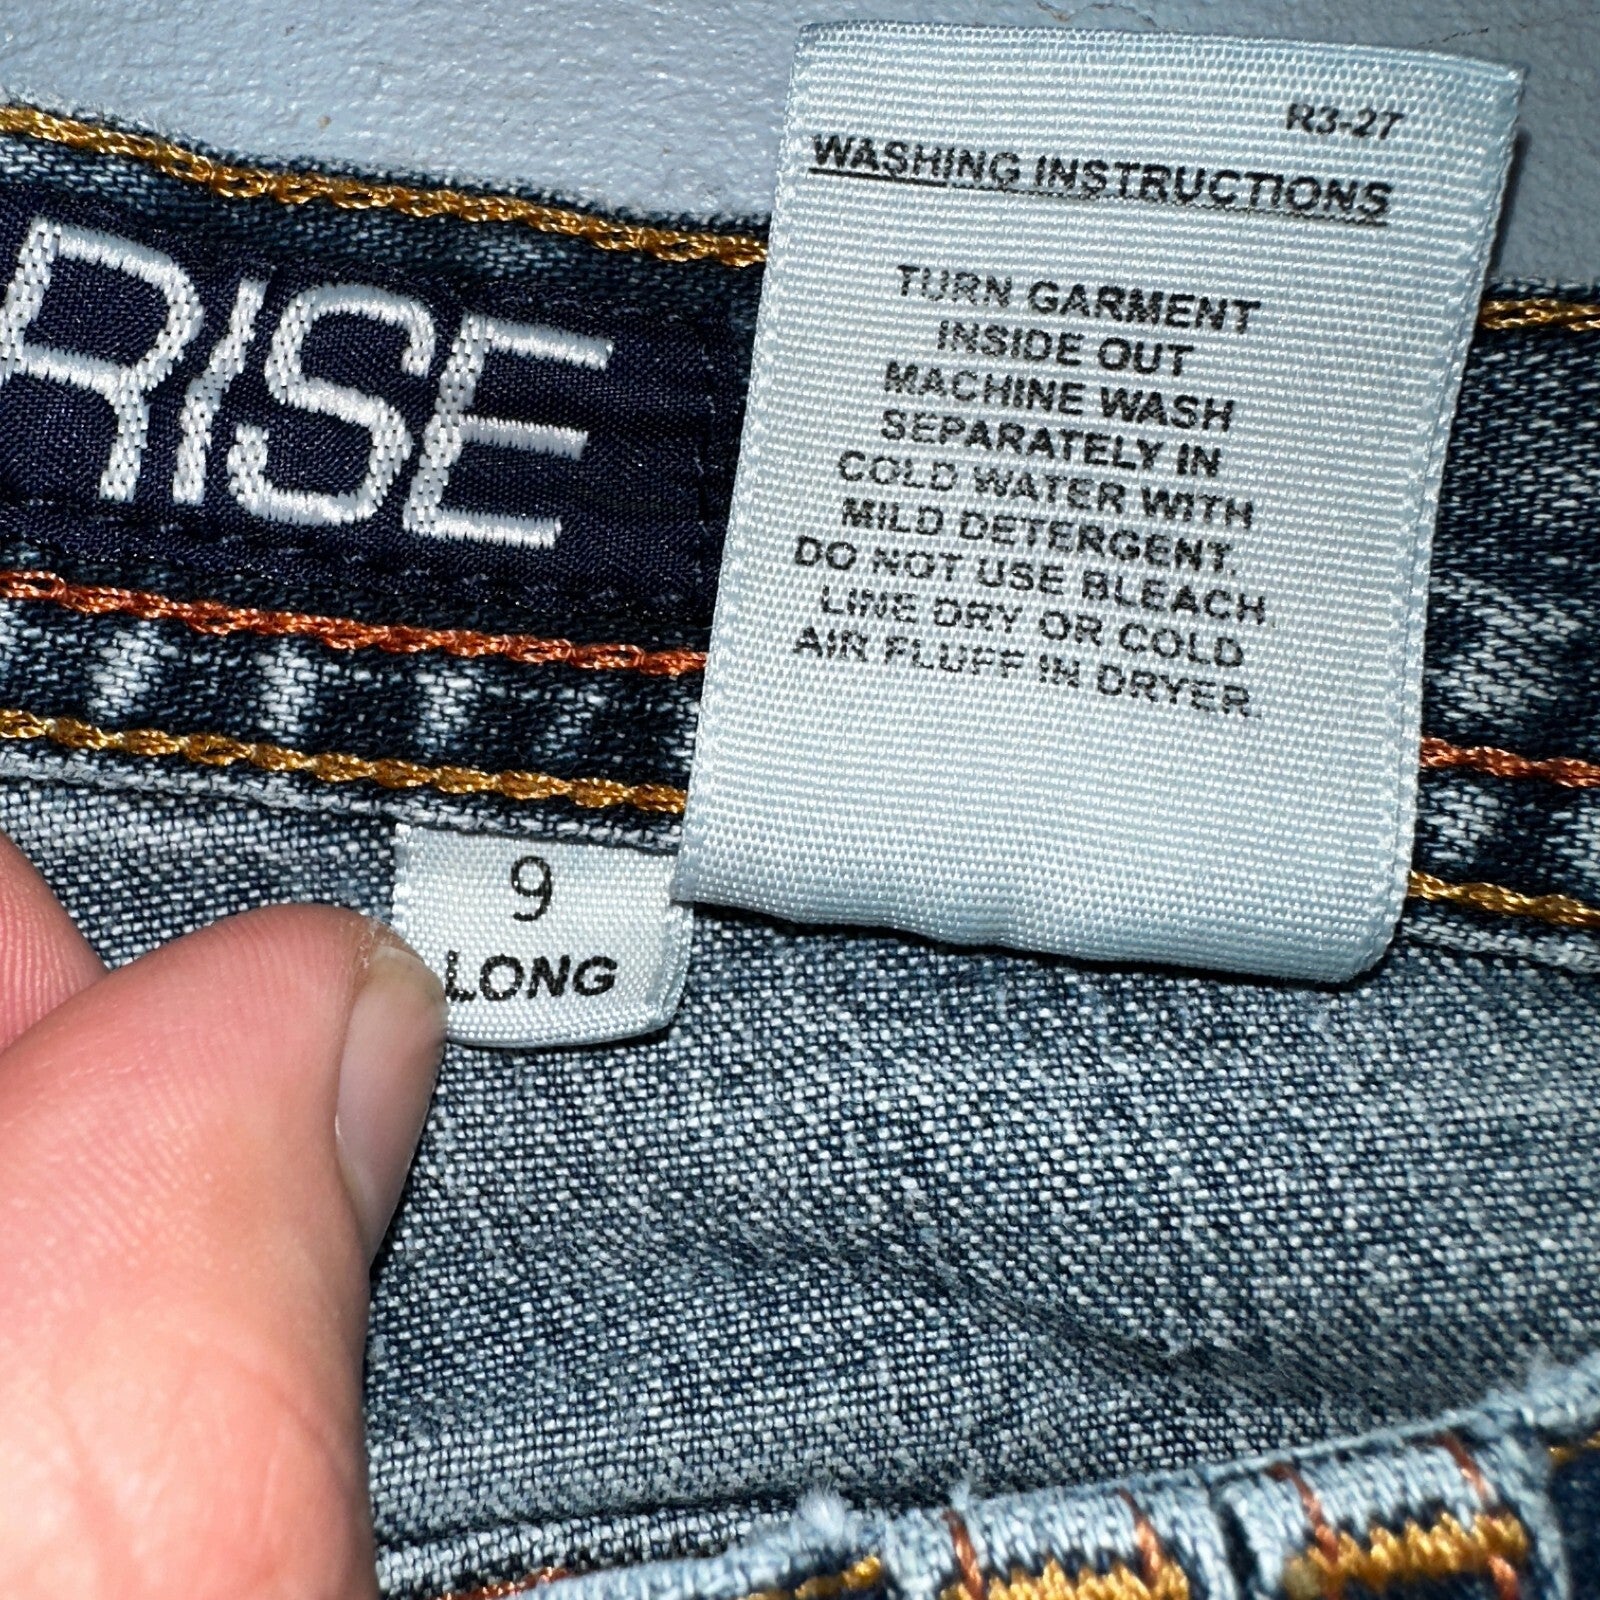 RISE
R3-27
WASHING INSTRUCTIONS
TURN GARMENT
INSIDE OUT
MACHINE WASH
SEPARATELY IN
COLD WATER WITH
MILD DETERGENT.
DO NOT USE BLEACH
LINE DRY OR COLD
AIR FLUFF IN DRYER.
9
LONG